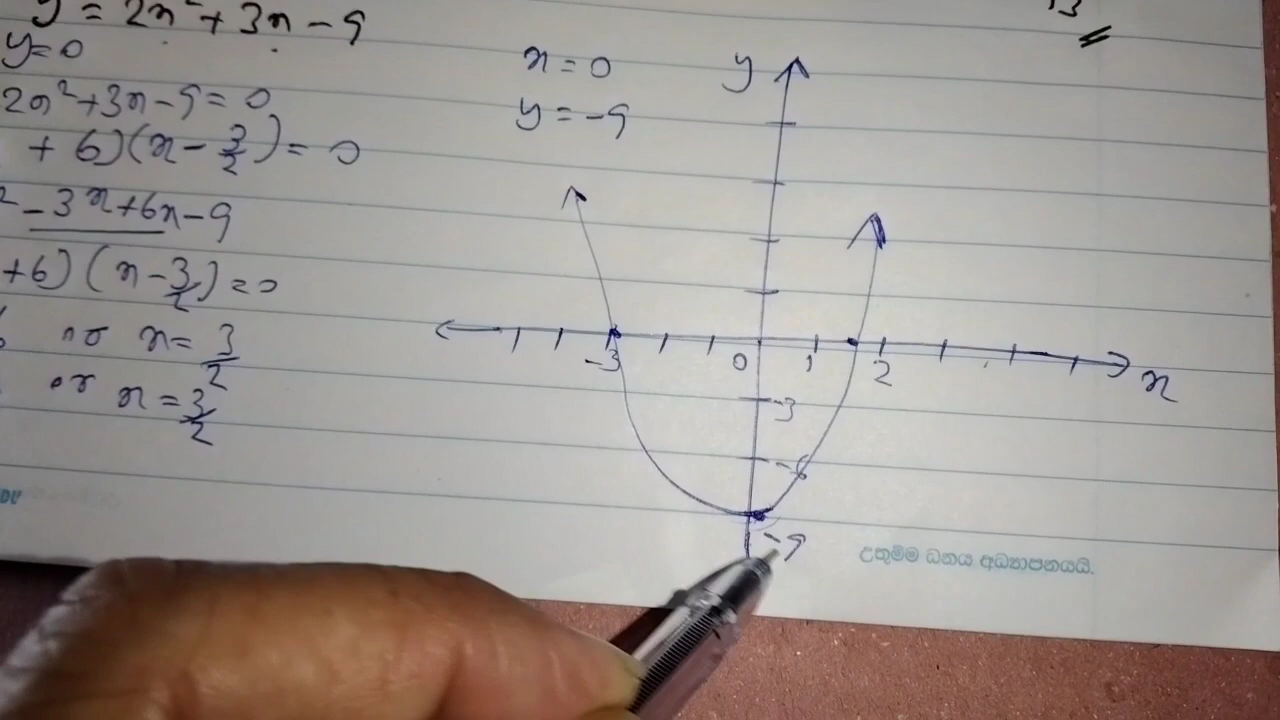 y = 2x² + 3x - 9
y=0
2x²+3x-9=0
+ 6)(x - 3/2) = 0
² - 3x+6x-9
+6) (x - 3/2) = 0
or x = 3/2
or x = 3/2
13
x = 0
y = -9
y
-3 0 1 2 x
-3
-6
-9
උතුම්ම ධනය අධ්‍යාපනයයි.